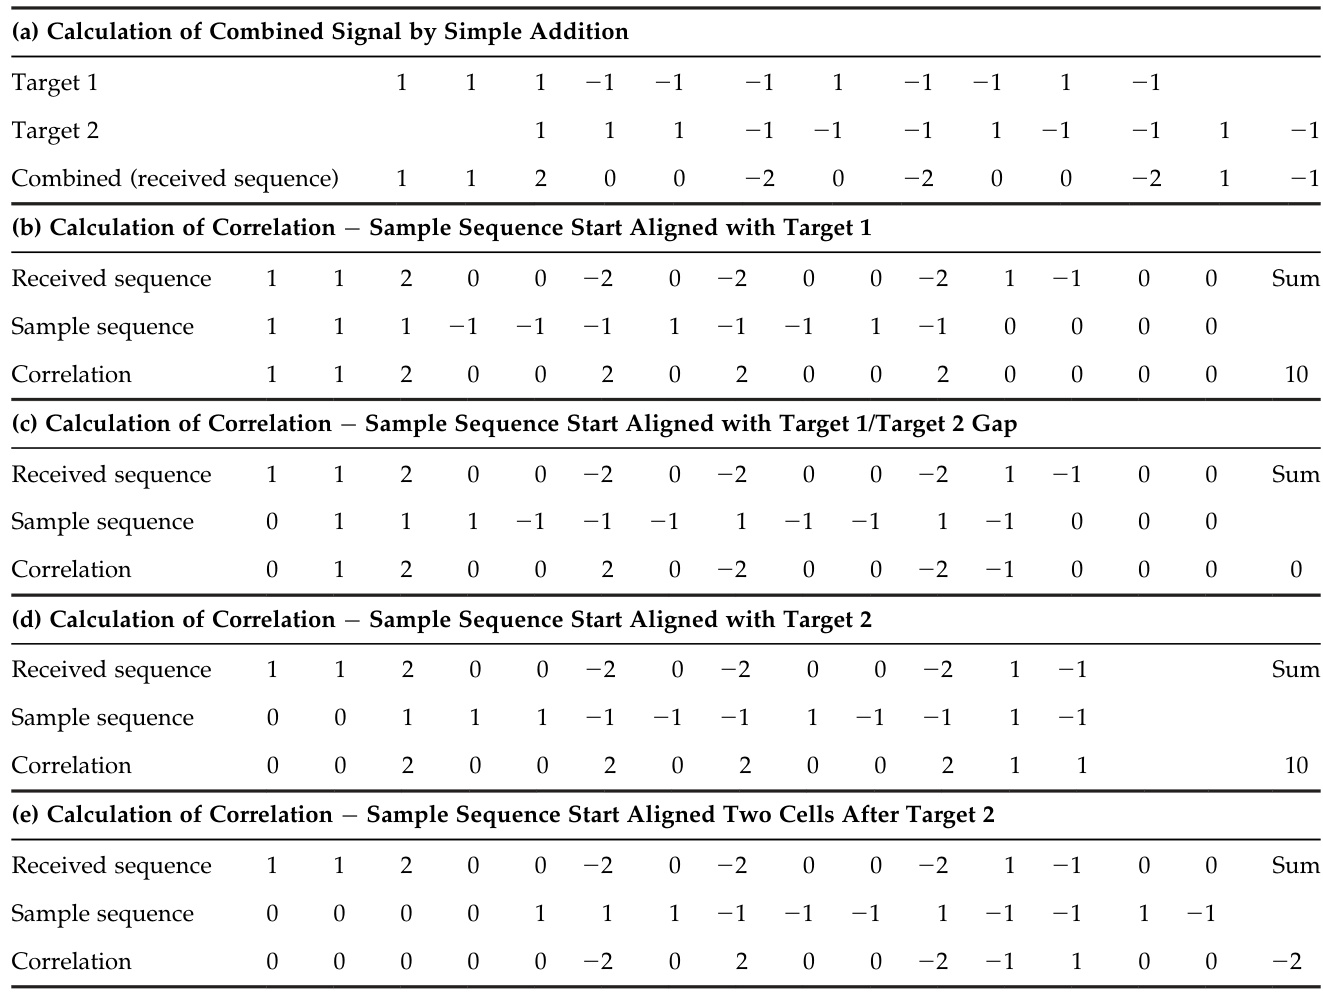 (a) Calculation of Combined Signal by Simple Addition
Target 1 1 1 1 −1 −1 −1 1 −1 −1 1 −1
Target 2 1 1 1 −1 −1 −1 1 −1 −1 1 −1
Combined (received sequence) 1 1 2 0 0 −2 0 −2 0 0 −2 1 −1
(b) Calculation of Correlation − Sample Sequence Start Aligned with Target 1
Received sequence 1 1 2 0 0 −2 0 −2 0 0 −2 1 −1 0 0 Sum
Sample sequence 1 1 1 −1 −1 −1 1 −1 −1 1 −1 0 0 0 0
Correlation 1 1 2 0 0 2 0 2 0 0 2 0 0 0 0 10
(c) Calculation of Correlation − Sample Sequence Start Aligned with Target 1/Target 2 Gap
Received sequence 1 1 2 0 0 −2 0 −2 0 0 −2 1 −1 0 0 Sum
Sample sequence 0 1 1 1 −1 −1 −1 1 −1 −1 1 −1 0 0 0
Correlation 0 1 2 0 0 2 0 −2 0 0 −2 −1 0 0 0 0
(d) Calculation of Correlation − Sample Sequence Start Aligned with Target 2
Received sequence 1 1 2 0 0 −2 0 −2 0 0 −2 1 −1 Sum
Sample sequence 0 0 1 1 1 −1 −1 −1 1 −1 −1 1 −1
Correlation 0 0 2 0 0 2 0 2 0 0 2 1 1 10
(e) Calculation of Correlation − Sample Sequence Start Aligned Two Cells After Target 2
Received sequence 1 1 2 0 0 −2 0 −2 0 0 −2 1 −1 0 0 Sum
Sample sequence 0 0 0 0 1 1 1 −1 −1 −1 1 −1 −1 1 −1
Correlation 0 0 0 0 0 −2 0 2 0 0 −2 −1 1 0 0 −2